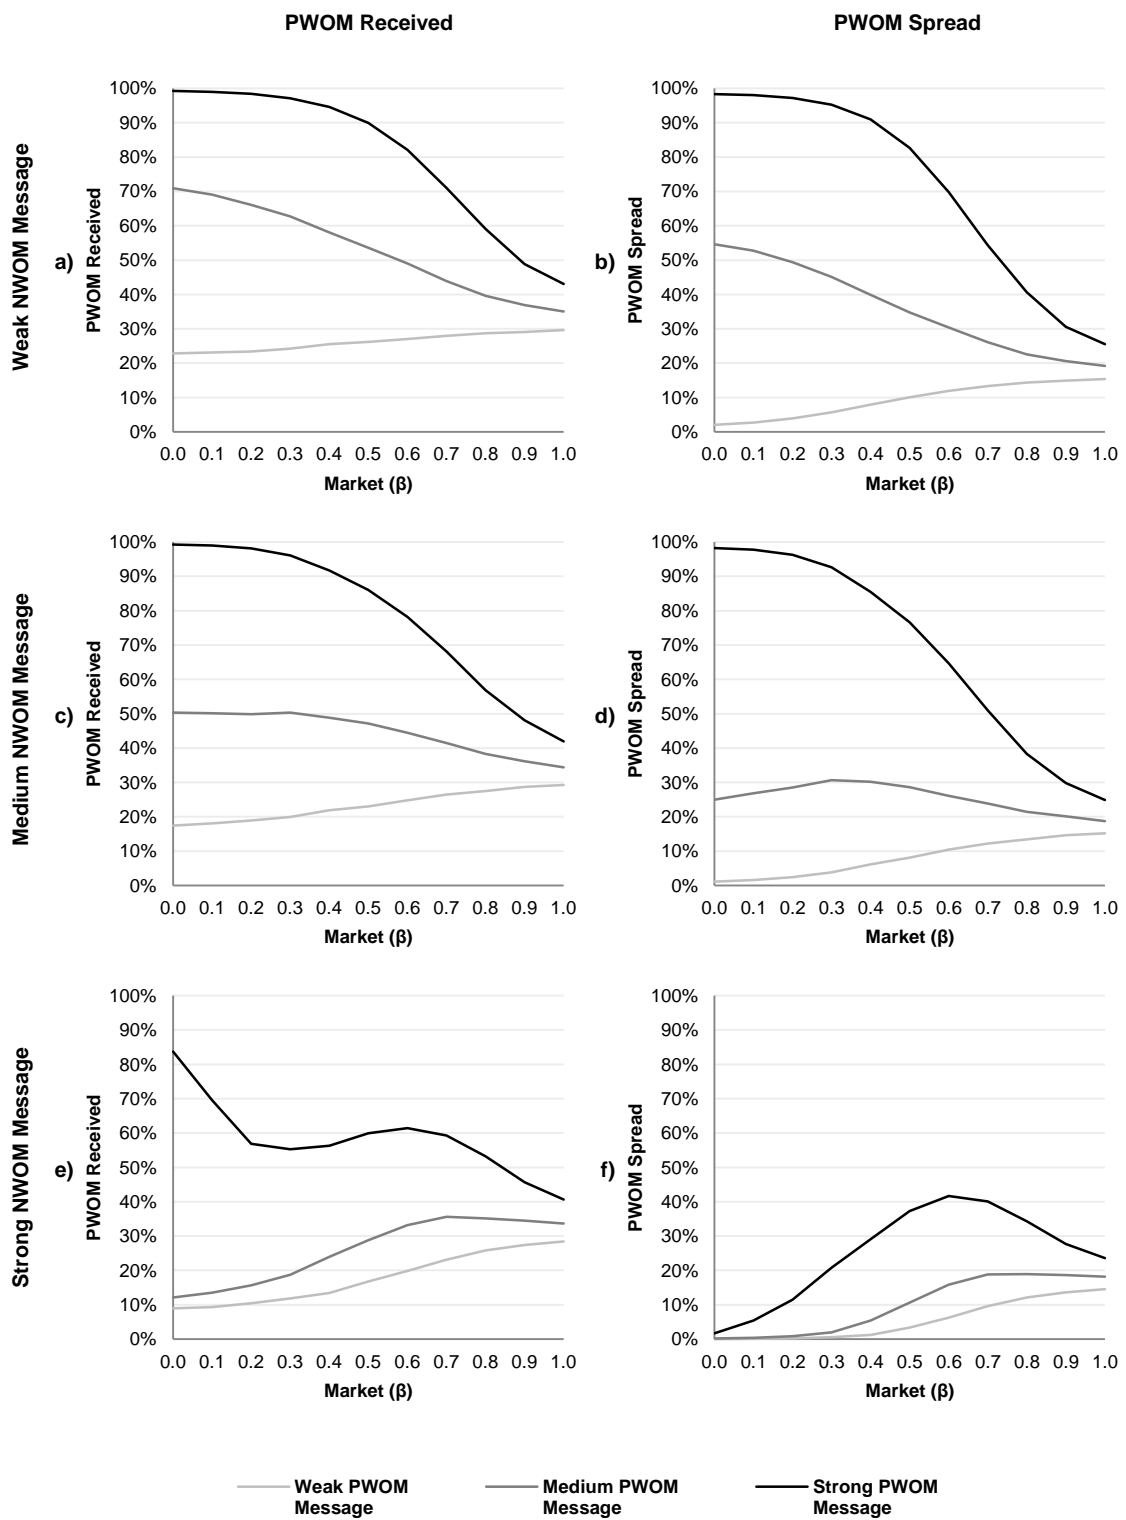 PWOM Received
PWOM Spread
Weak NWOM Message
a)
PWOM Received
100%
90%
80%
70%
60%
50%
40%
30%
20%
10%
0%
0.0 0.1 0.2 0.3 0.4 0.5 0.6 0.7 0.8 0.9 1.0
Market (β)
b)
PWOM Spread
100%
90%
80%
70%
60%
50%
40%
30%
20%
10%
0%
0.0 0.1 0.2 0.3 0.4 0.5 0.6 0.7 0.8 0.9 1.0
Market (β)
Medium NWOM Message
c)
PWOM Received
100%
90%
80%
70%
60%
50%
40%
30%
20%
10%
0%
0.0 0.1 0.2 0.3 0.4 0.5 0.6 0.7 0.8 0.9 1.0
Market (β)
d)
PWOM Spread
100%
90%
80%
70%
60%
50%
40%
30%
20%
10%
0%
0.0 0.1 0.2 0.3 0.4 0.5 0.6 0.7 0.8 0.9 1.0
Market (β)
Strong NWOM Message
e)
PWOM Received
100%
90%
80%
70%
60%
50%
40%
30%
20%
10%
0%
0.0 0.1 0.2 0.3 0.4 0.5 0.6 0.7 0.8 0.9 1.0
Market (β)
f)
PWOM Spread
100%
90%
80%
70%
60%
50%
40%
30%
20%
10%
0%
0.0 0.1 0.2 0.3 0.4 0.5 0.6 0.7 0.8 0.9 1.0
Market (β)
Weak PWOM
Message
Medium PWOM
Message
Strong PWOM
Message